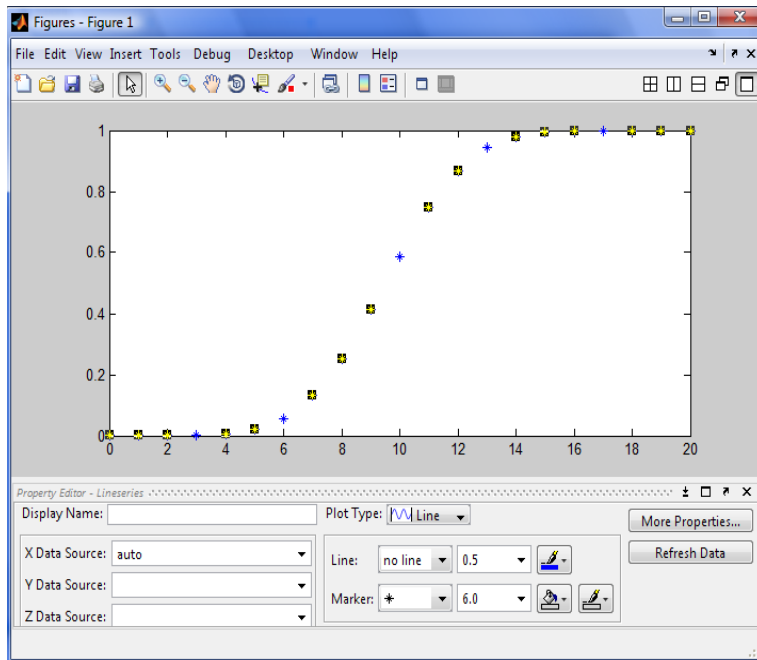 Figures - Figure 1
File Edit View Insert Tools Debug Desktop Window Help
1
0.8
0.6
0.4
0.2
0
0 2 4 6 8 10 12 14 16 18 20
Property Editor - Lineseries
Display Name: Plot Type: Line More Properties...
X Data Source: auto Line: no line 0.5 Refresh Data
Y Data Source: Marker: 6.0
Z Data Source: